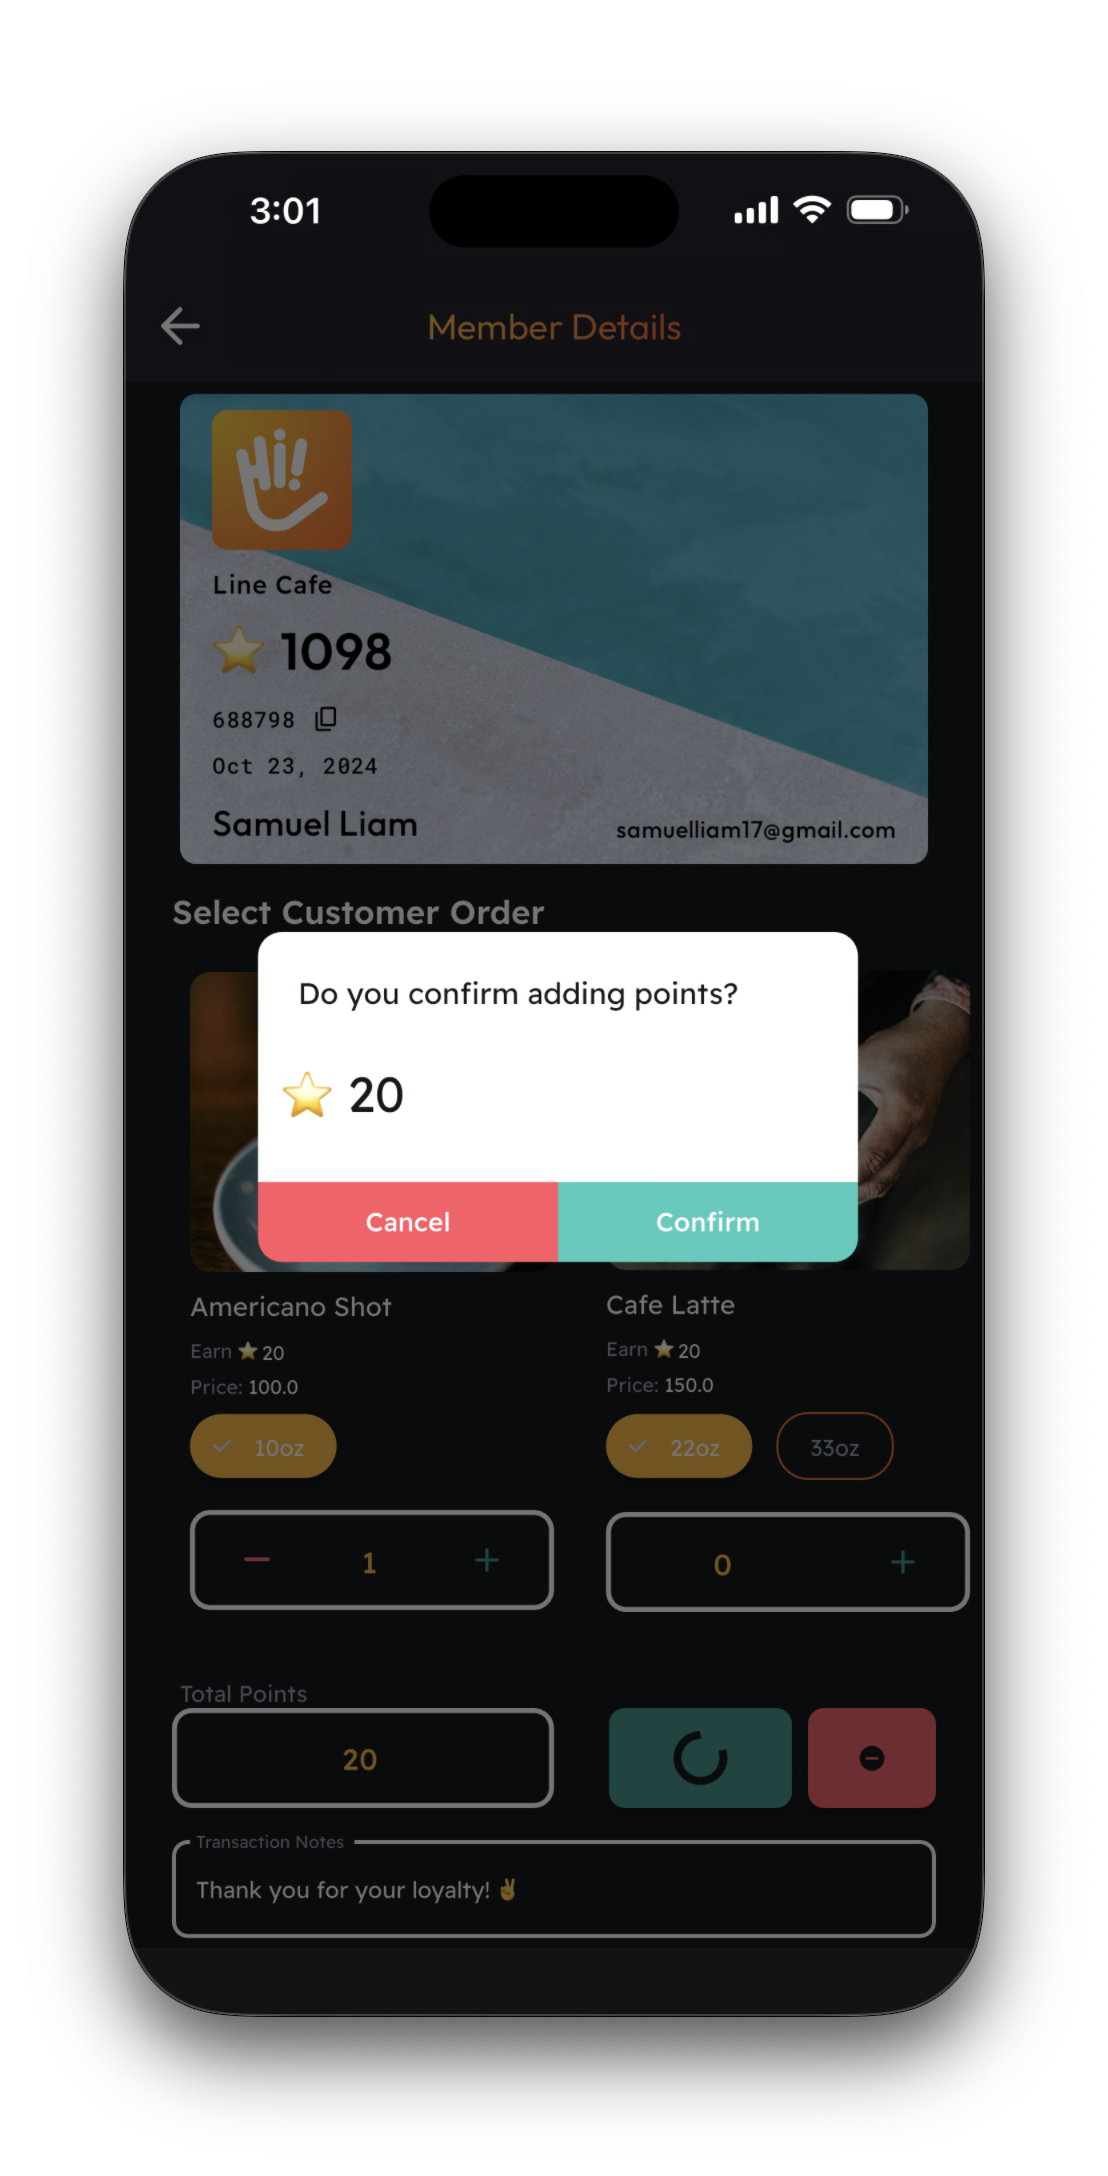 3:01
Member Details
Hi!
Line Cafe
⭐ 1098
688798
Oct 23, 2024
Samuel Liam
samuelliam17@gmail.com
Select Customer Order
Do you confirm adding points?
⭐ 20
Cancel
Confirm
Americano Shot
Earn ⭐ 20
Price: 100.0
10oz
Cafe Latte
Earn ⭐ 20
Price: 150.0
22oz
33oz
1
0
Total Points
20
Transaction Notes
Thank you for your loyalty! ✌️